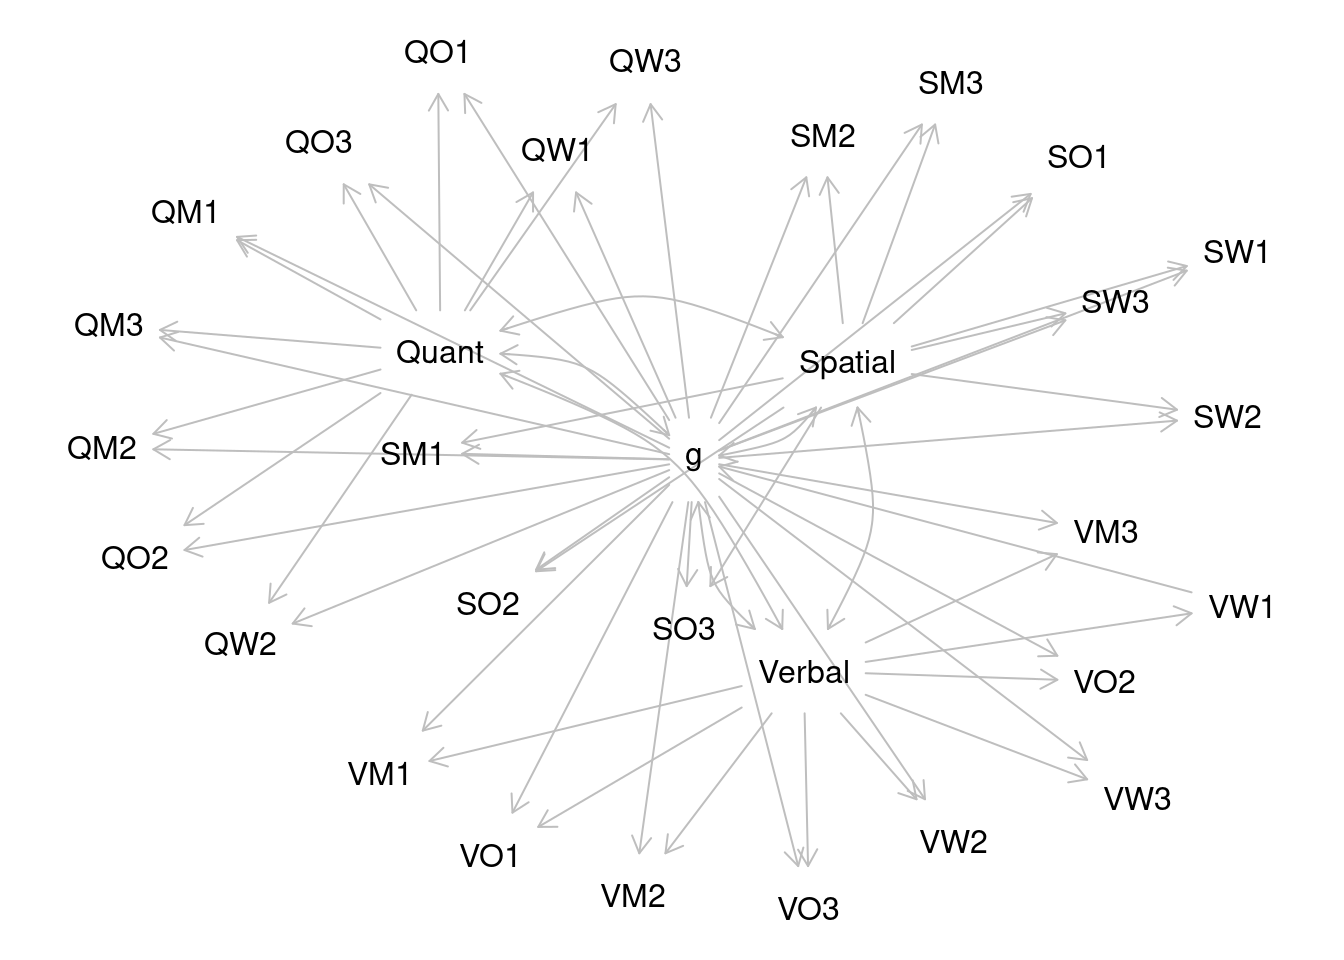 QO1
QW3
SM3
SM2
QO3
QW1
SO1
QM1
SW1
SW3
QM3
Quant
Spatial
SW2
QM2
SM1
g
VM3
QO2
SO2
VW1
SO3
QW2
Verbal
VO2
VM1
VW3
VW2
VO1
VM2
VO3